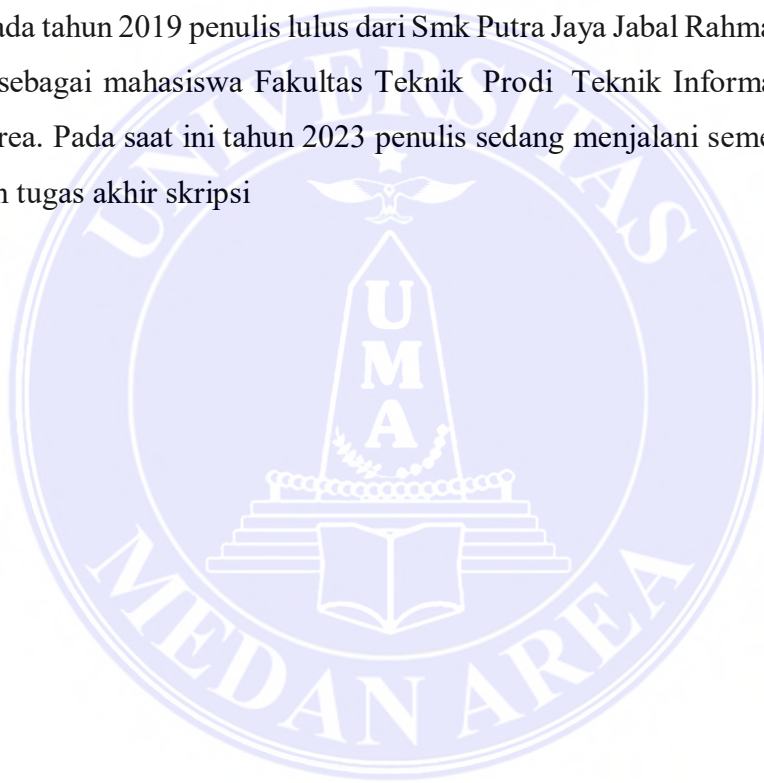 ada tahun 2019 penulis lulus dari Smk Putra Jaya Jabal Rahma
sebagai mahasiswa Fakultas Teknik Prodi Teknik Informa
rea. Pada saat ini tahun 2023 penulis sedang menjalani seme
n tugas akhir skripsi
UNIVERSITAS
U
M
A
MEDAN AREA